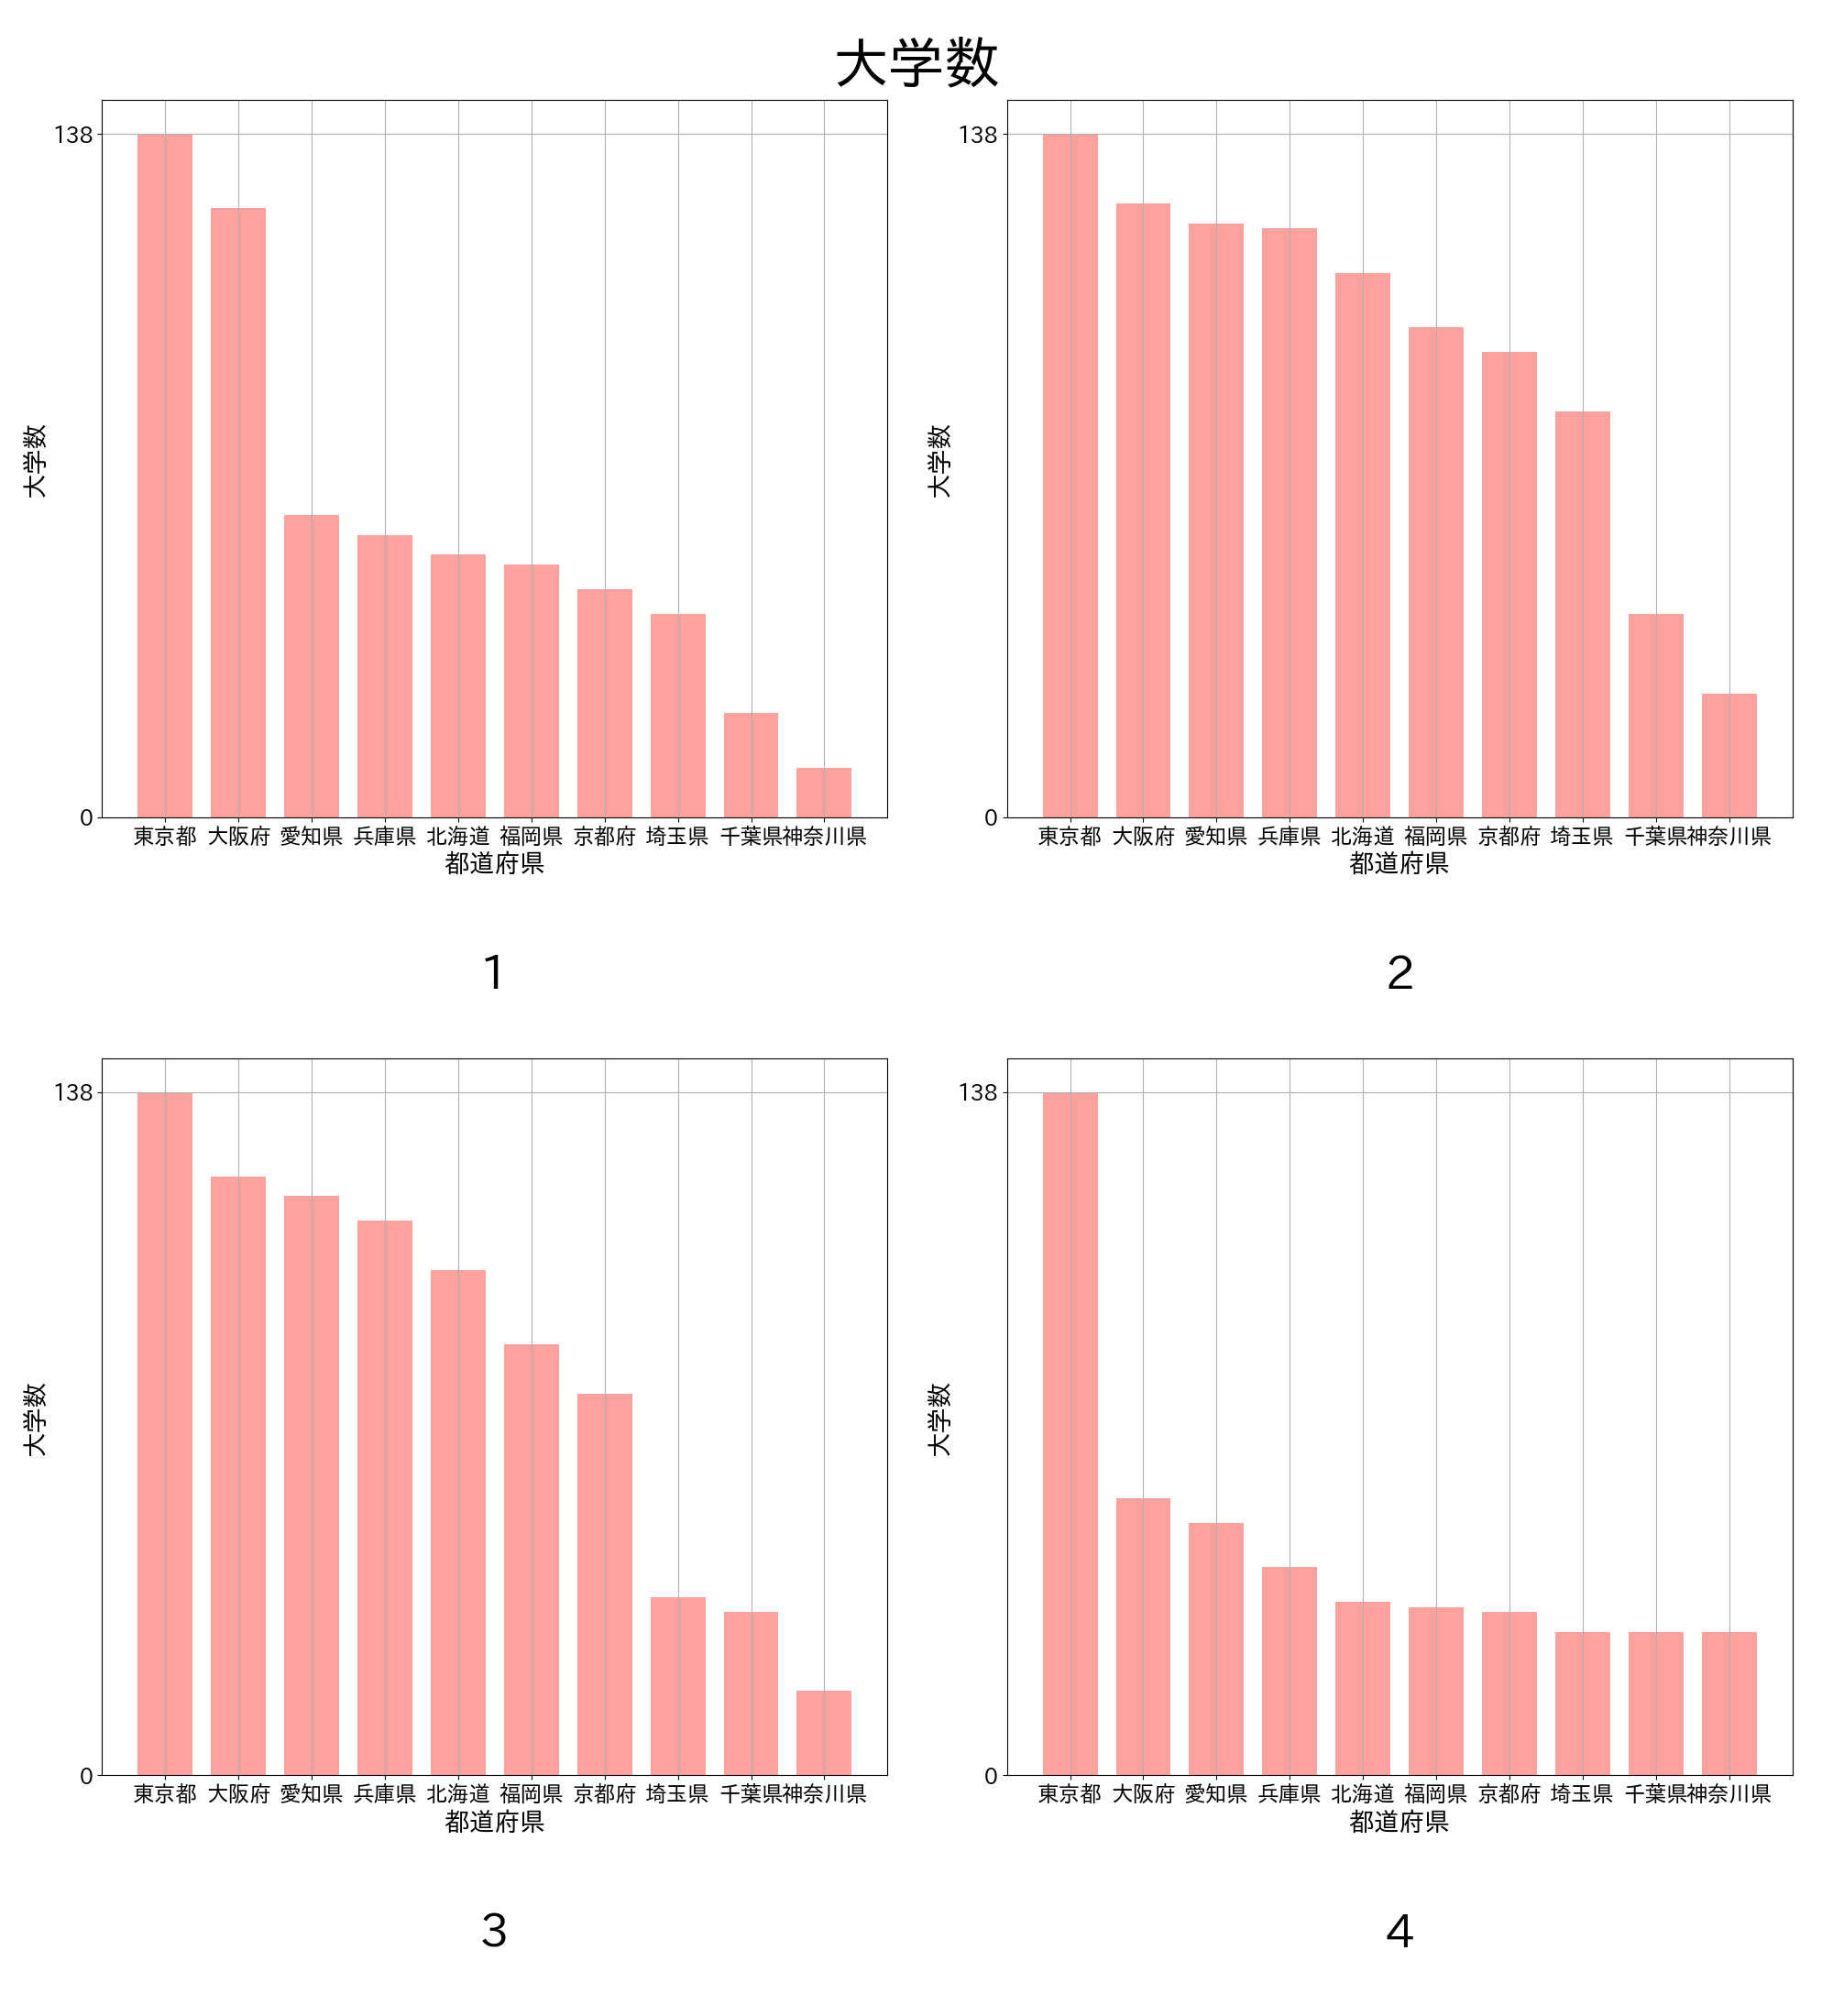 大学数
138
0
大学数
東京都 大阪府 愛知県 兵庫県 北海道 福岡県 京都府 埼玉県 千葉県 神奈川県
都道府県
1
138
0
大学数
東京都 大阪府 愛知県 兵庫県 北海道 福岡県 京都府 埼玉県 千葉県 神奈川県
都道府県
2
138
0
大学数
東京都 大阪府 愛知県 兵庫県 北海道 福岡県 京都府 埼玉県 千葉県 神奈川県
都道府県
3
138
0
大学数
東京都 大阪府 愛知県 兵庫県 北海道 福岡県 京都府 埼玉県 千葉県 神奈川県
都道府県
4